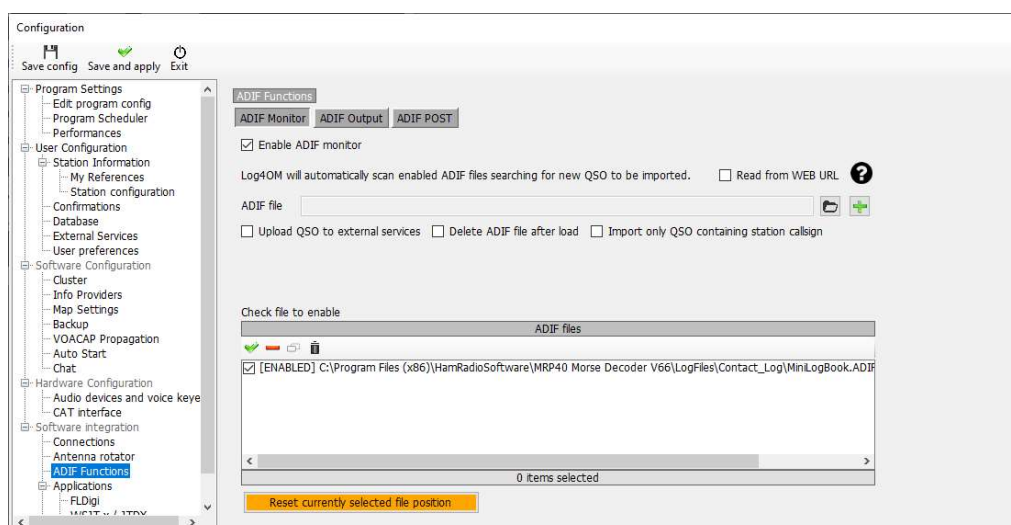 Configuration
Save config Save and apply Exit
Program Settings
Edit program config
Program Scheduler
Performances
User Configuration
Station Information
My References
Station configuration
Confirmations
Database
External Services
User preferences
Software Configuration
Cluster
Info Providers
Map Settings
Backup
VOACAP Propagation
Auto Start
Chat
Hardware Configuration
Audio devices and voice keye
CAT interface
Software integration
Connections
Antenna rotator
ADIF Functions
Applications
FLDigi
WSJT-x / JTDX
ADIF Functions
ADIF Monitor ADIF Output ADIF POST
Enable ADIF monitor
Log4OM will automatically scan enabled ADIF files searching for new QSO to be imported. Read from WEB URL ?
ADIF file
Upload QSO to external services Delete ADIF file after load Import only QSO containing station callsign
Check file to enable
ADIF files
[ENABLED] C:\Program Files (x86)\HamRadioSoftware\MRP40 Morse Decoder V66\LogFiles\Contact_Log\MiniLogBook.ADIF
0 items selected
Reset currently selected file position